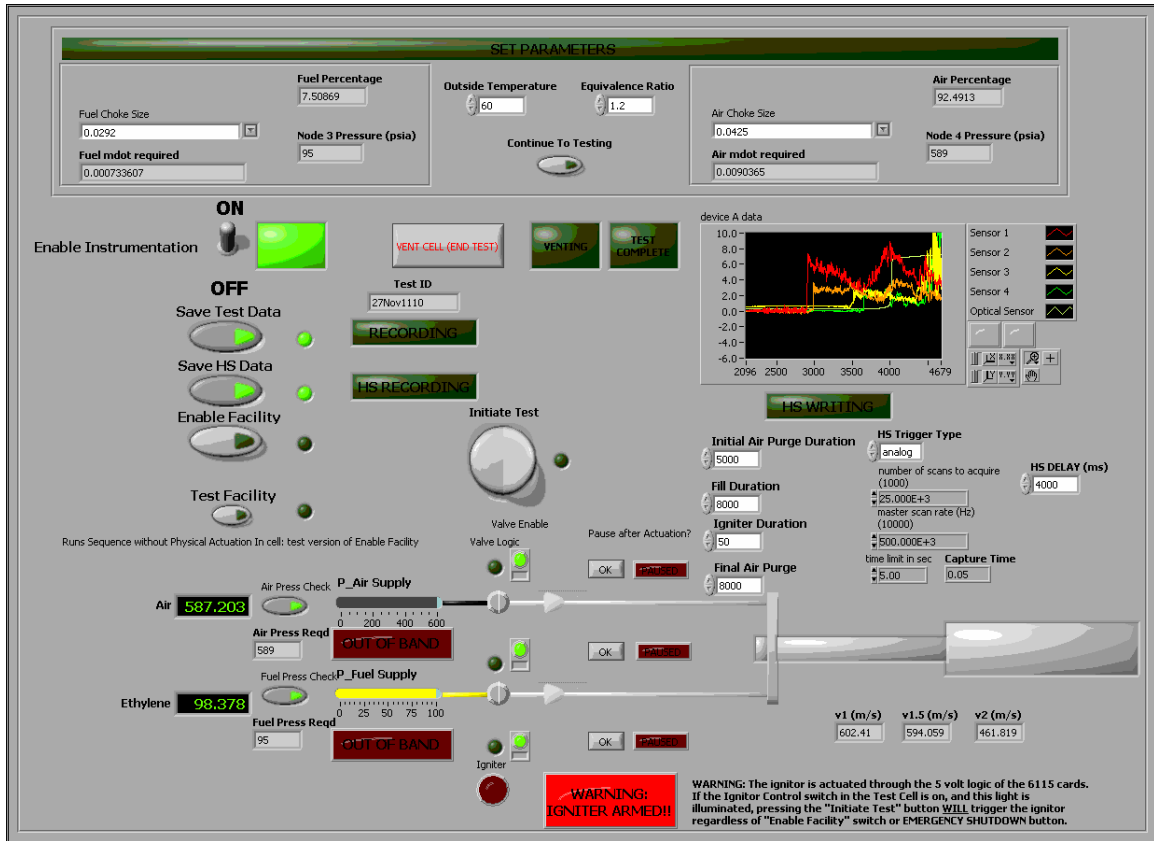 SET PARAMETERS
Fuel Percentage
7.50869
Fuel Choke Size
0.0292
Node 3 Pressure (psia)
95
Fuel mdot required
0.000733607
Outside Temperature
60
Equivalence Ratio
1.2
Continue To Testing
Air Percentage
92.4913
Air Choke Size
0.0425
Node 4 Pressure (psia)
589
Air mdot required
0.0090365
ON
Enable Instrumentation
OFF
VENT CELL (END TEST)
VENTING
TEST
COMPLETE
Test ID
27Nov1110
Save Test Data
RECORDING
Save HS Data
HS RECORDING
Enable Facility
Test Facility
Runs Sequence without Physical Actuation In cell: test version of Enable Facility
Initiate Test
device A data
10.0
8.0
6.0
4.0
2.0
0.0
-2.0
-4.0
-6.0
2096 2500 3000 3500 4000 4679
Sensor 1
Sensor 2
Sensor 3
Sensor 4
Optical Sensor
HS WRITING
Initial Air Purge Duration
5000
Fill Duration
8000
Igniter Duration
50
Final Air Purge
8000
HS Trigger Type
analog
number of scans to acquire
(1000)
25.000E+3
master scan rate (Hz)
(10000)
500.000E+3
time limit in sec
5.00
Capture Time
0.05
HS DELAY (ms)
4000
Valve Enable
Valve Logic
Pause after Actuation?
OK
PAUSED
Air
587.203
Air Press Check
P_Air Supply
0 200 400 600
Air Press Reqd
589
OUT OF BAND
OK
PAUSED
Ethylene
98.378
Fuel Press Check
P_Fuel Supply
0 25 50 75 100
Fuel Press Reqd
95
OUT OF BAND
OK
PAUSED
Igniter
v1 (m/s)
602.41
v1.5 (m/s)
594.059
v2 (m/s)
461.819
WARNING:
IGNITER ARMED!!
WARNING: The ignitor is actuated through the 5 volt logic of the 6115 cards.
If the Ignitor Control switch in the Test Cell is on, and this light is
illuminated, pressing the "Initiate Test" button WILL trigger the ignitor
regardless of "Enable Facility" switch or EMERGENCY SHUTDOWN button.